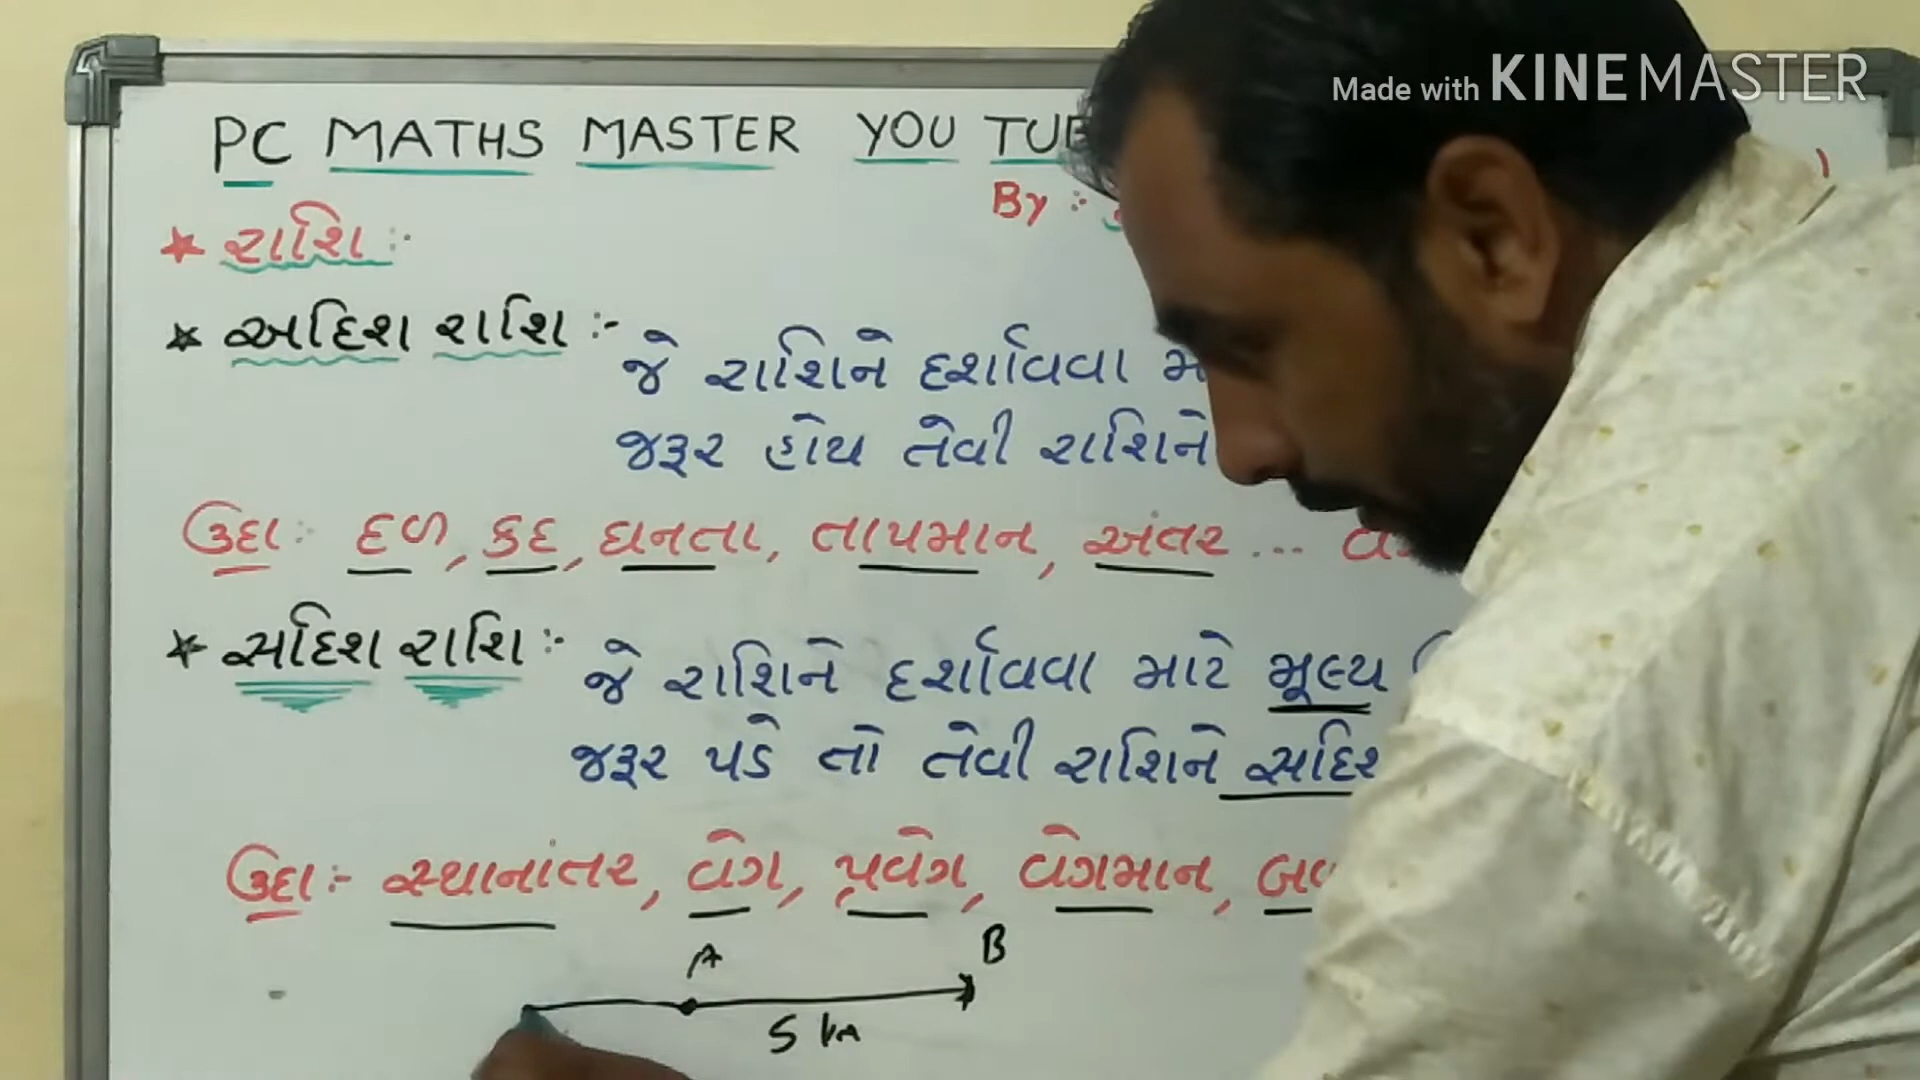 Made with KINEMASTER
PC MATHS MASTER YOU TUB
By :-
★ રાશિ :-
★ અદિશ રાશિ :-
જે રાશિને દર્શાવવા
જરૂર હોય તેવી રાશિને
ઉદા :- દળ, કદ, ઘનતા, તાપમાન, અંતર ...
★ સદિશ રાશિ :-
જે રાશિને દર્શાવવા માટે મૂલ્ય
જરૂર પડે તો તેવી રાશિને સદિશ
ઉદા :- સ્થાનાંતર, વેગ, પ્રવેગ, વેગમાન, બળ
A B
5 km